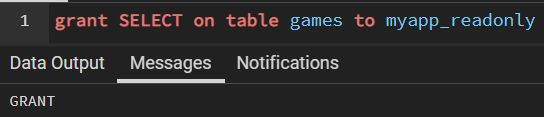 1 grant SELECT on table games to myapp_readonly
Data Output Messages Notifications
GRANT